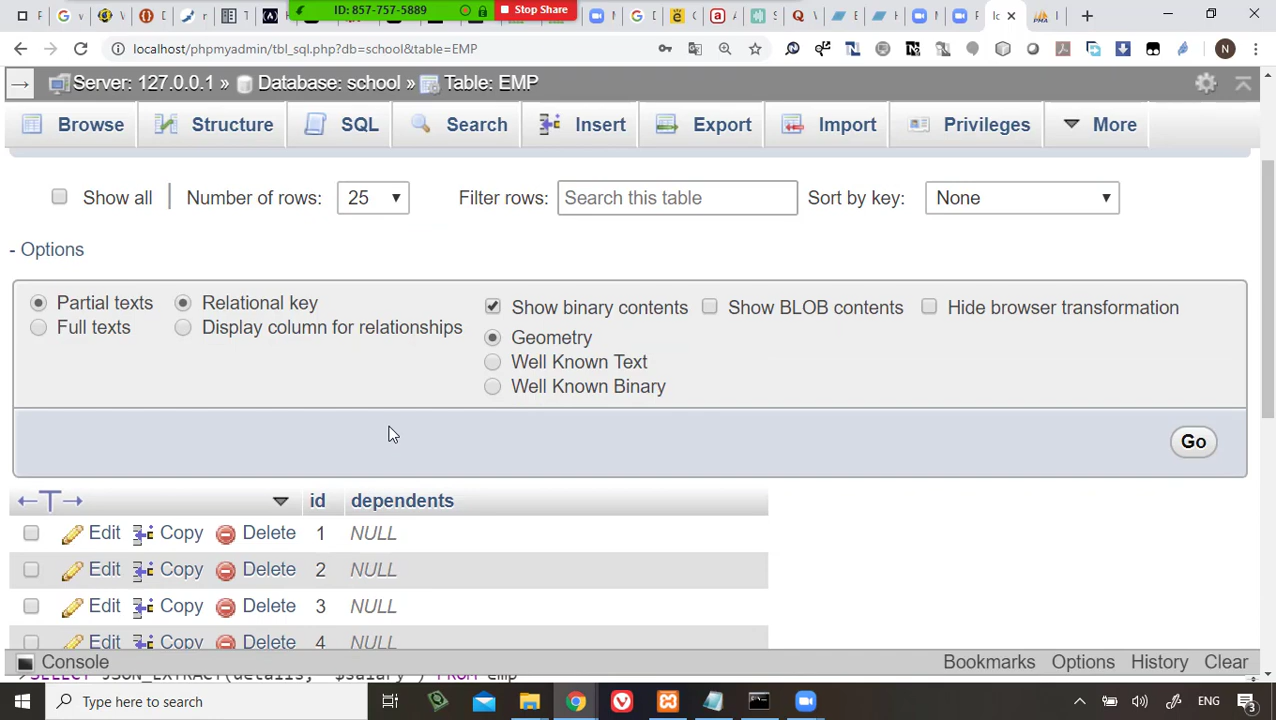 ID: 857-757-5889 Stop Share
localhost/phpmyadmin/tbl_sql.php?db=school&table=EMP
N
Server: 127.0.0.1 » Database: school » Table: EMP
Browse Structure SQL Search Insert Export Import Privileges More
Show all Number of rows: 25 Filter rows: Search this table Sort by key: None
- Options
Partial texts Relational key Show binary contents Show BLOB contents Hide browser transformation
Full texts Display column for relationships
Geometry
Well Known Text
Well Known Binary
Go
id dependents
Edit Copy Delete 1 NULL
Edit Copy Delete 2 NULL
Edit Copy Delete 3 NULL
Edit Copy Delete 4 NULL
Console Bookmarks Options History Clear
Type here to search
ENG
3